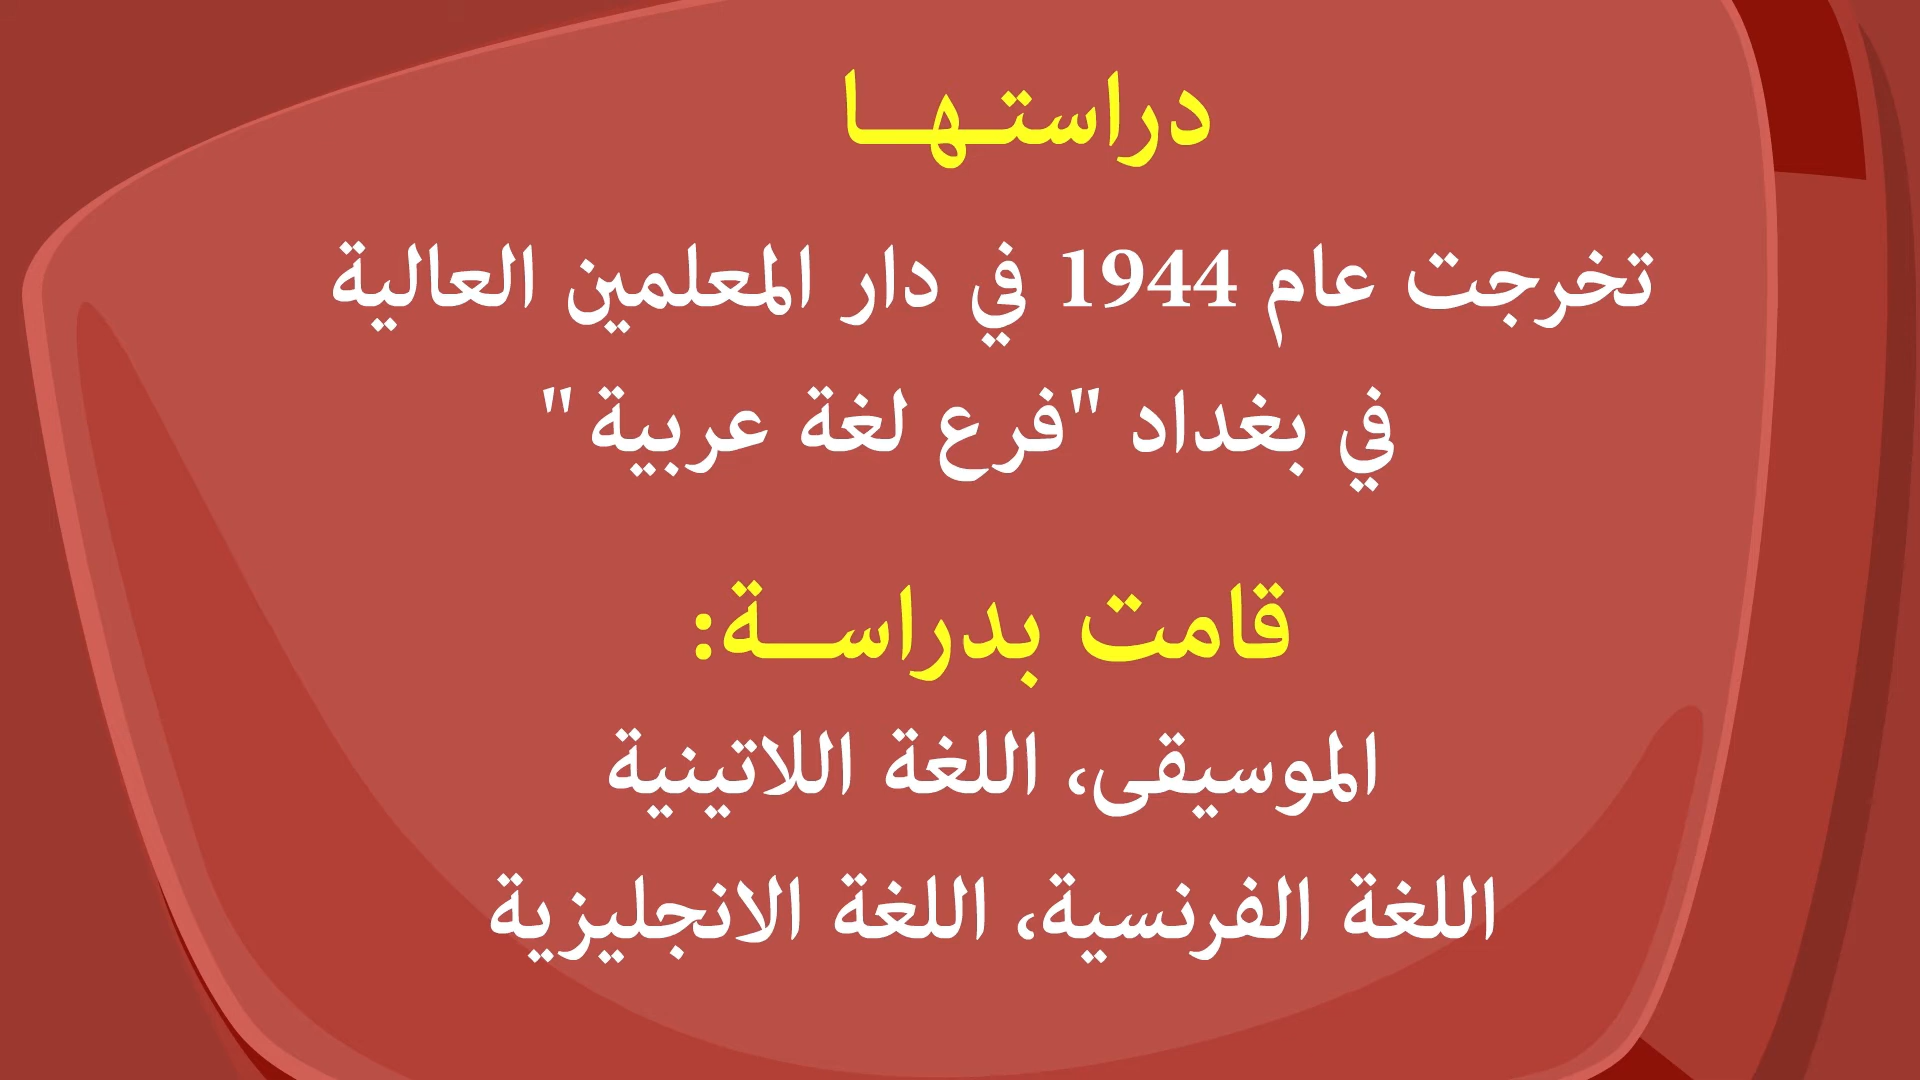 دراستـهـا
تخرجت عام 1944 في دار المعلمين العالية
في بغداد "فرع لغة عربية"
قامت بدراسـة:
الموسيقى، اللغة اللاتينية
اللغة الفرنسية، اللغة الانجليزية